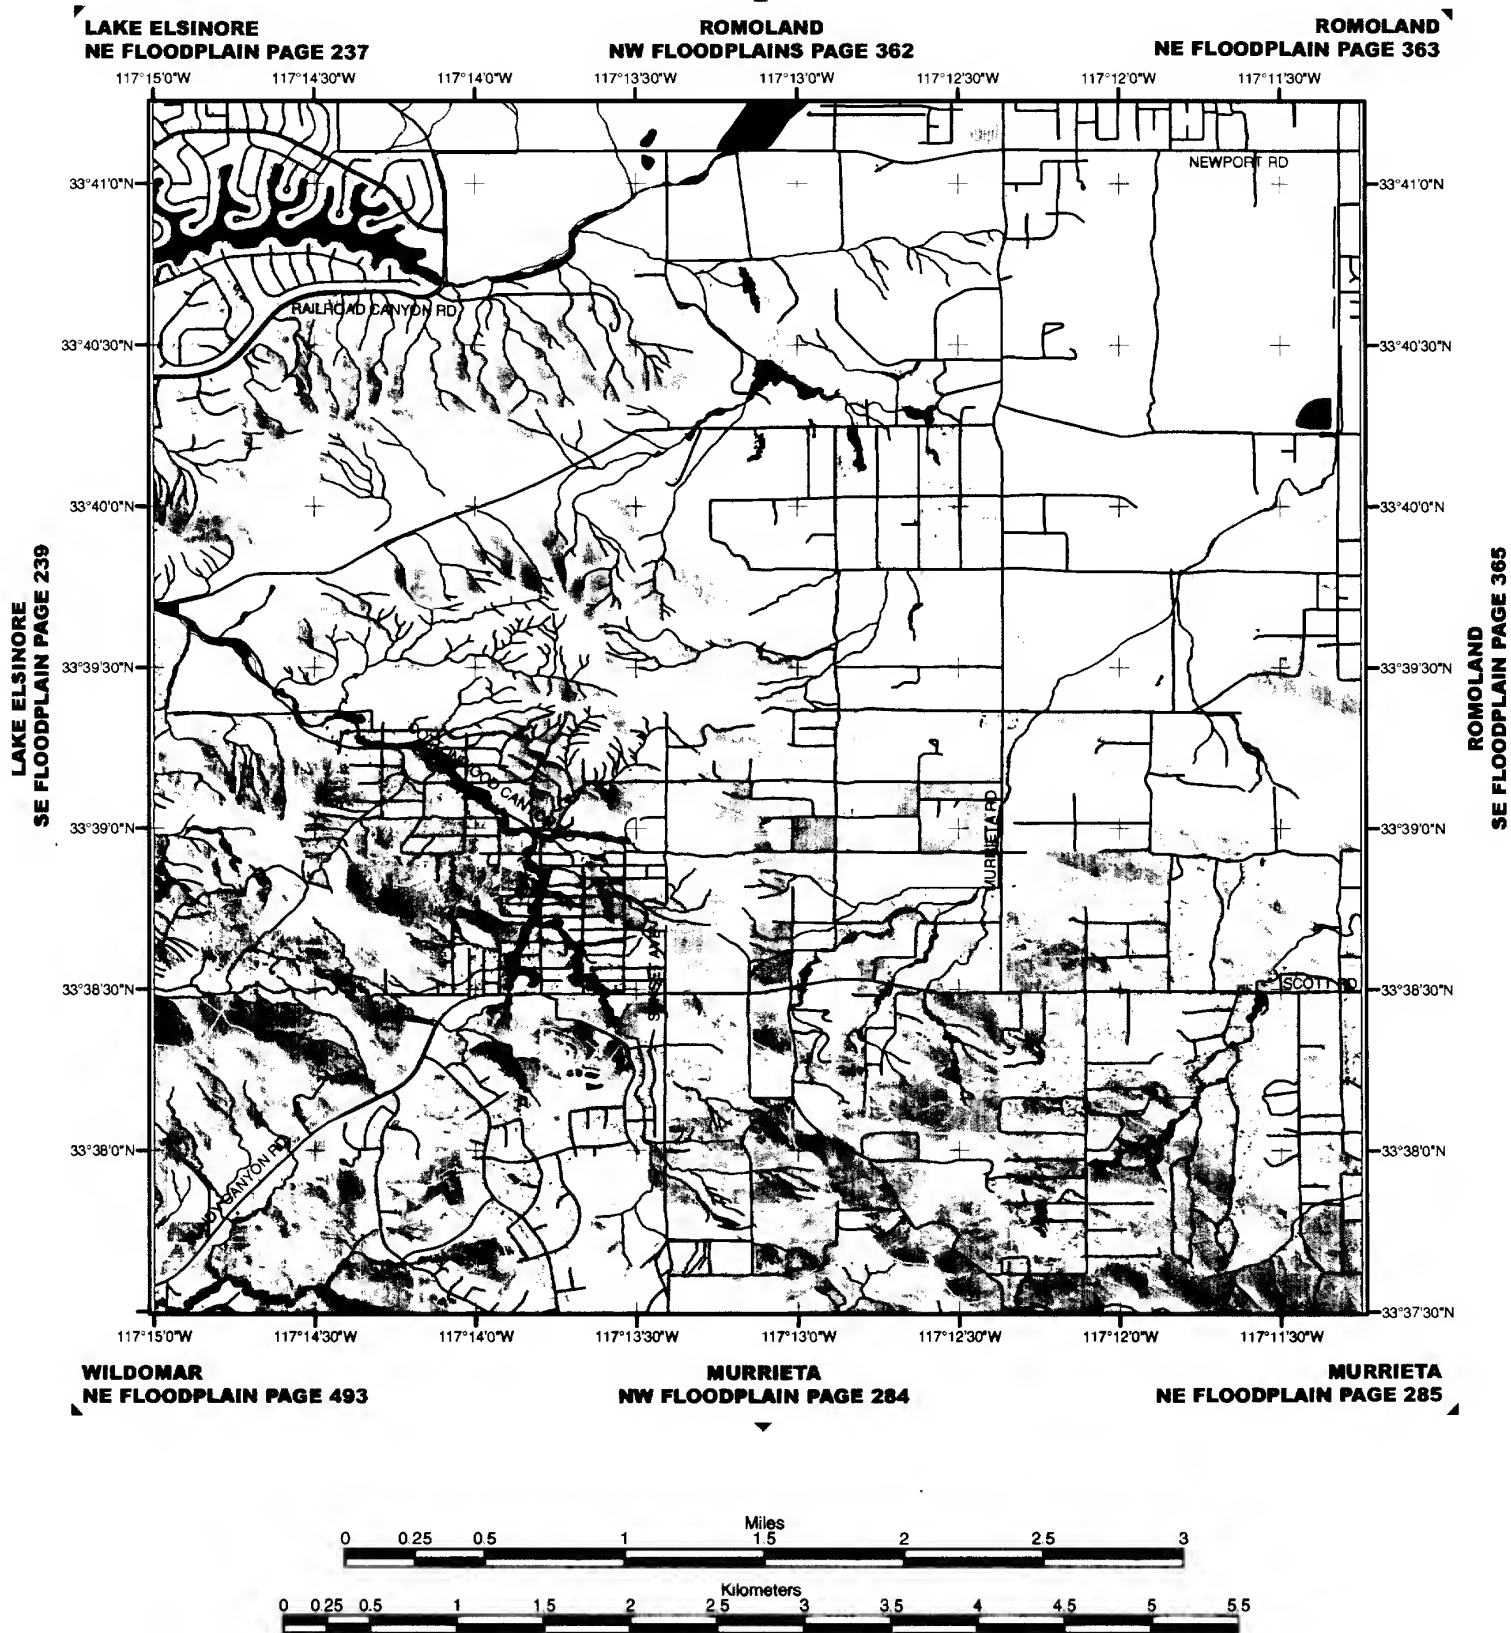 LAKE ELSINORE
NE FLOODPLAIN PAGE 237
ROMOLAND
NW FLOODPLAINS PAGE 362
ROMOLAND
NE FLOODPLAIN PAGE 363
117°15'0"W 117°14'30"W 117°14'0"W 117°13'30"W 117°13'0"W 117°12'30"W 117°12'0"W 117°11'30"W
NEWPORT RD
33°41'0"N 33°41'0"N
RAILROAD CANYON RD
33°40'30"N 33°40'30"N
33°40'0"N 33°40'0"N
LAKE ELSINORE
SE FLOODPLAIN PAGE 239
ROMOLAND
SE FLOODPLAIN PAGE 365
33°39'30"N 33°39'30"N
MURRIETA RD
33°39'0"N 33°39'0"N
SUNSET AVE
33°38'30"N 33°38'30"N
SCOTT RD
CANYON RD
33°38'0"N 33°38'0"N
33°37'30"N
117°15'0"W 117°14'30"W 117°14'0"W 117°13'30"W 117°13'0"W 117°12'30"W 117°12'0"W 117°11'30"W
WILDOMAR
NE FLOODPLAIN PAGE 493
MURRIETA
NW FLOODPLAIN PAGE 284
MURRIETA
NE FLOODPLAIN PAGE 285
Miles
0 0.25 0.5 1 1.5 2 2.5 3
Kilometers
0 0.25 0.5 1 1.5 2 2.5 3 3.5 4 4.5 5 5.5